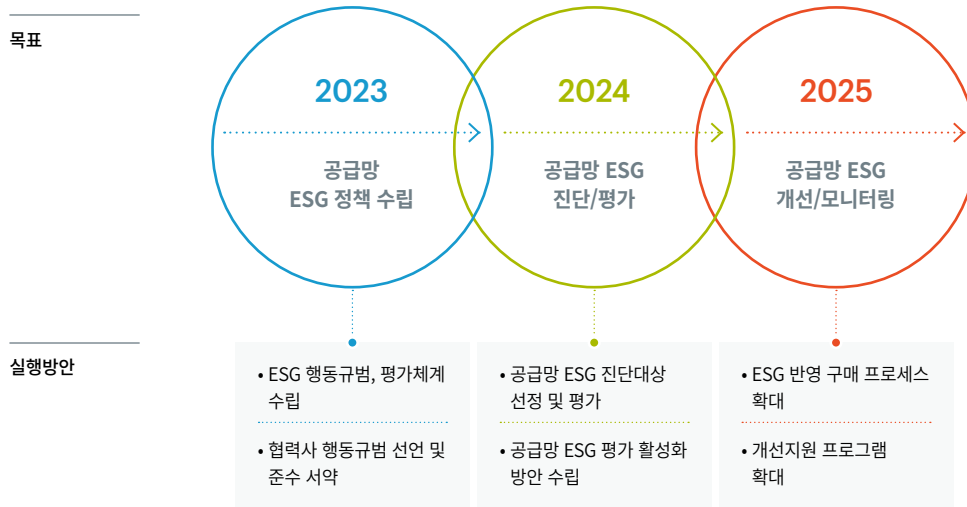 목표
2023
공급망
ESG 정책 수립
2024
공급망 ESG
진단/평가
2025
공급망 ESG
개선/모니터링
실행방안
• ESG 행동규범, 평가체계
수립
• 협력사 행동규범 선언 및
준수 서약
• 공급망 ESG 진단대상
선정 및 평가
• 공급망 ESG 평가 활성화
방안 수립
• ESG 반영 구매 프로세스
확대
• 개선지원 프로그램
확대